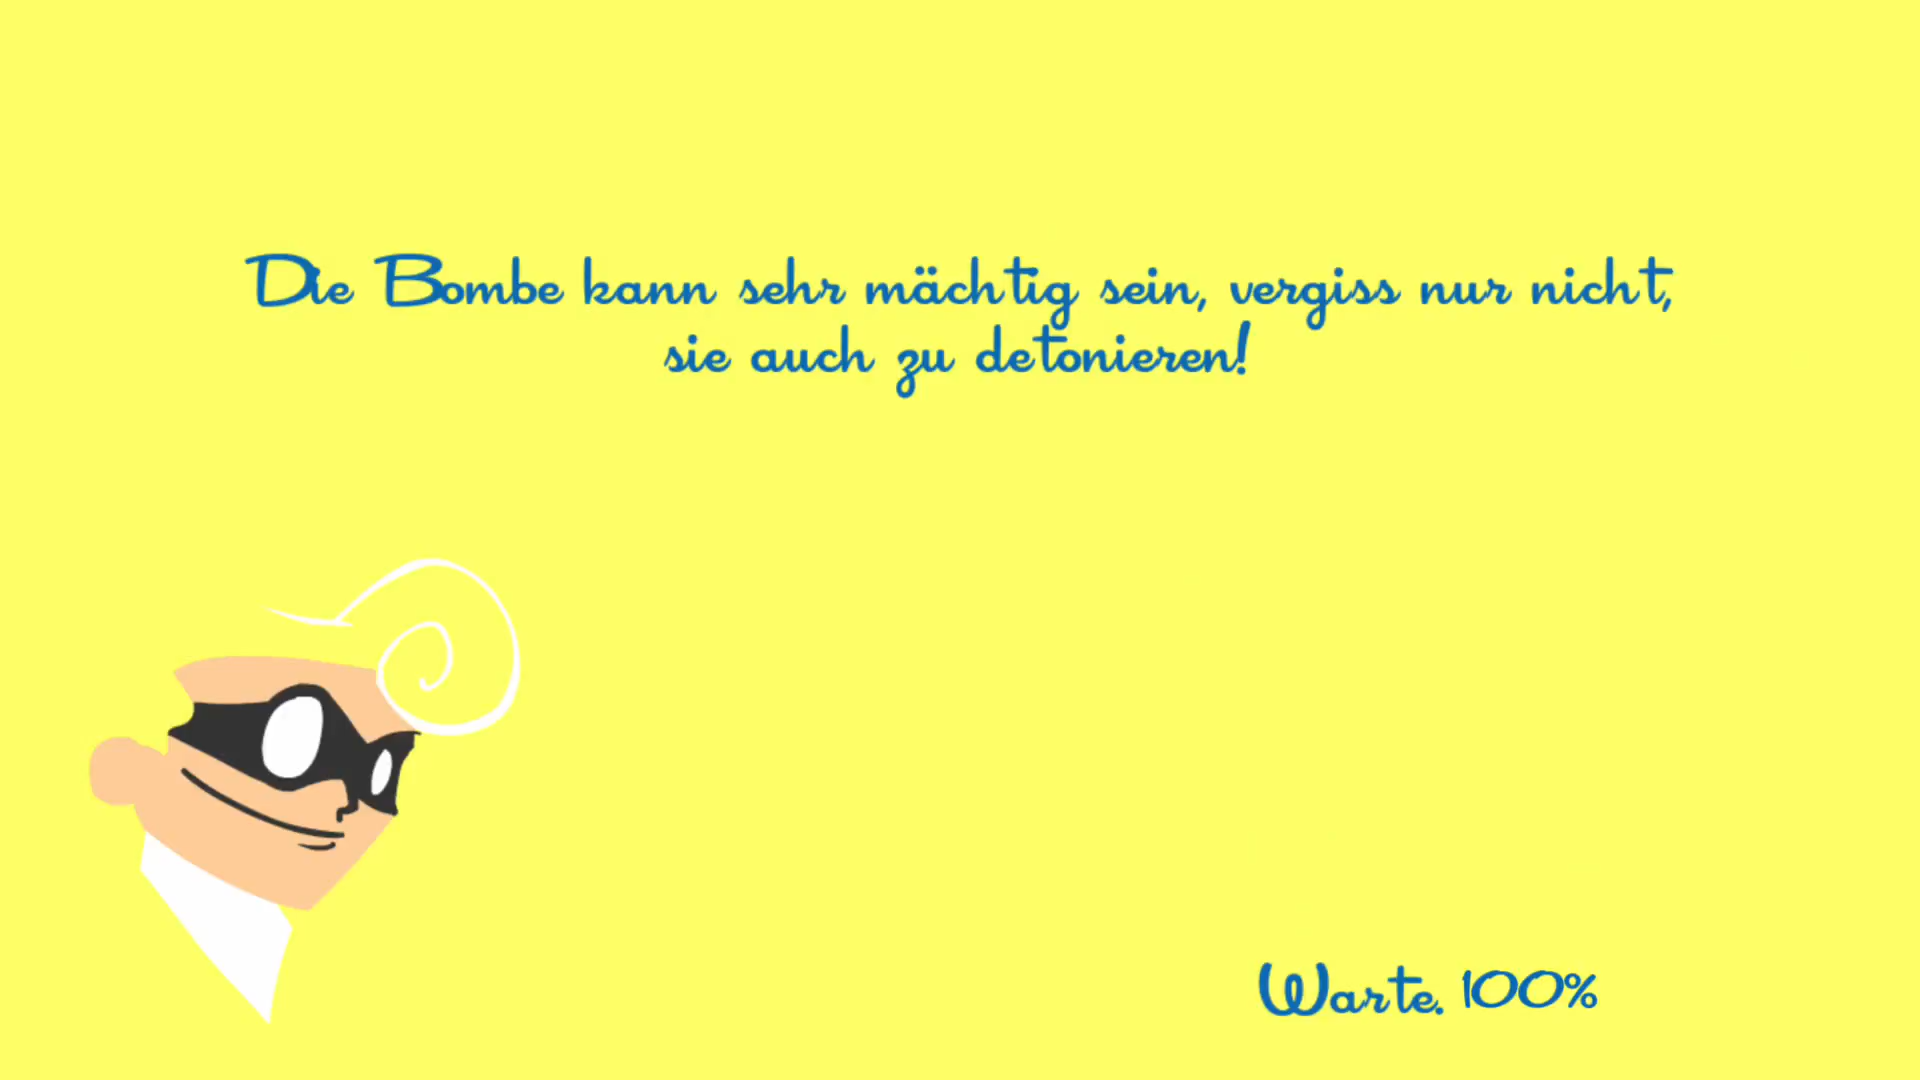 Die Bombe kann sehr mächtig sein, vergiss nur nicht,
sie auch zu detonieren!
Warte. 100%